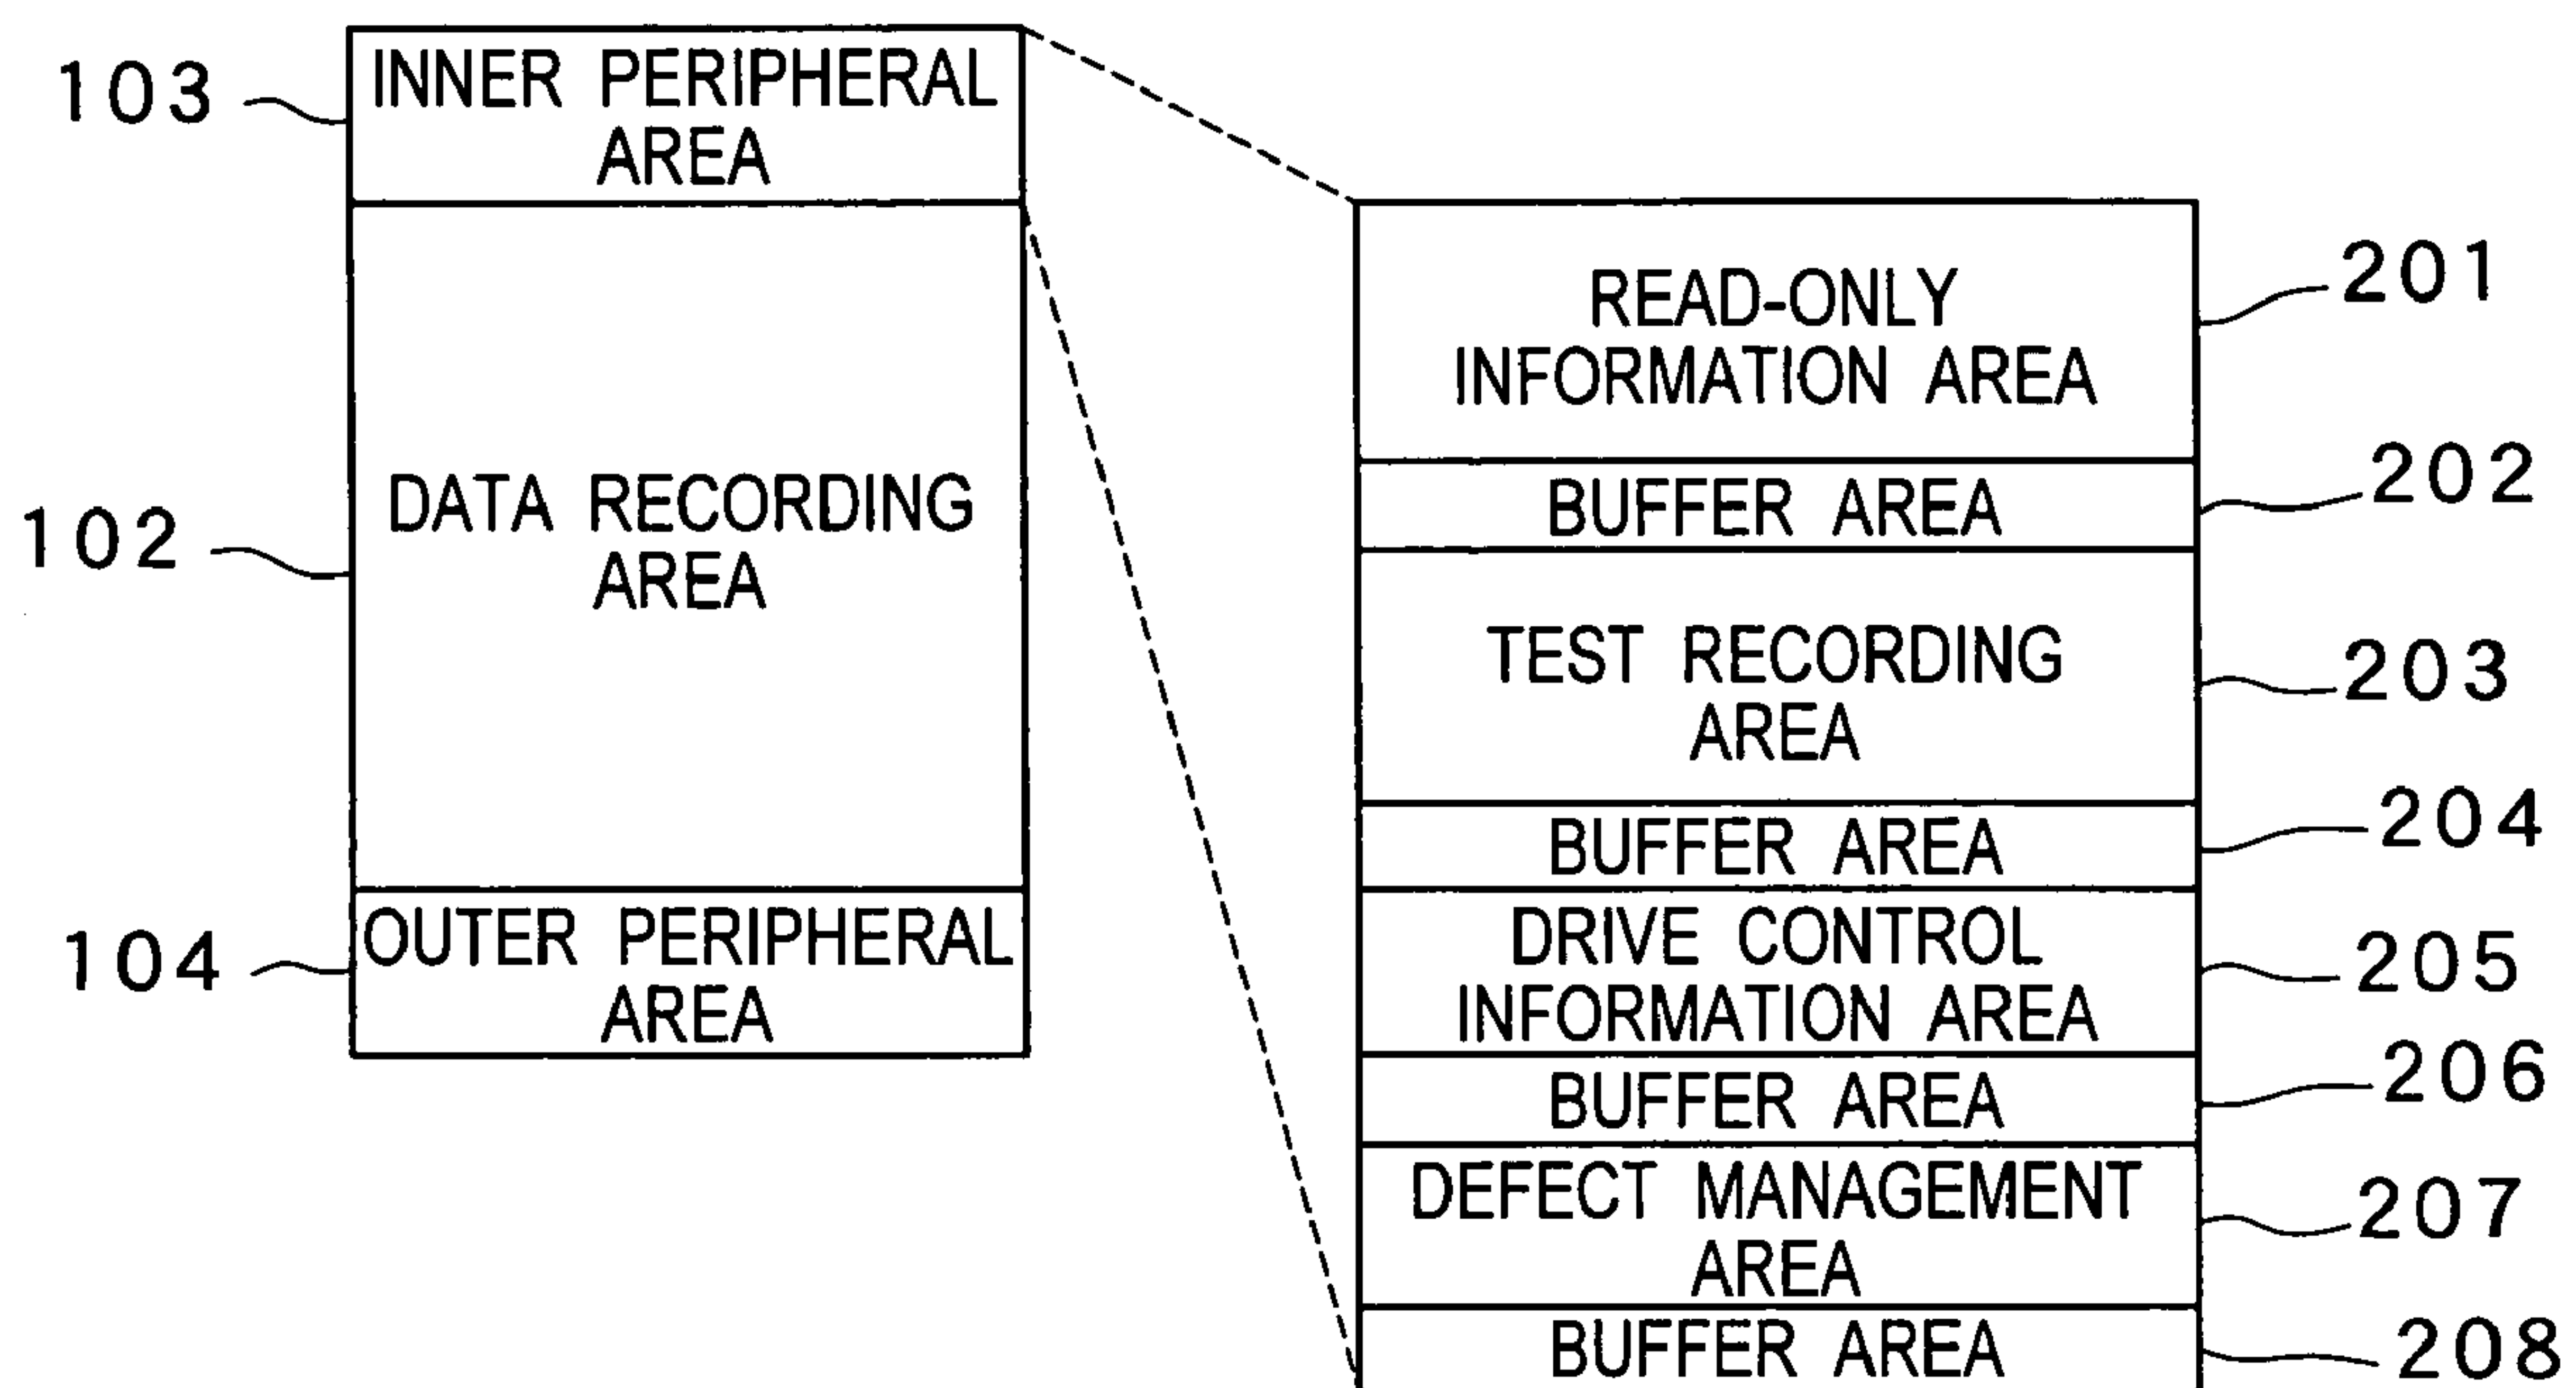 103
INNER PERIPHERAL
AREA
102
DATA RECORDING
AREA
104
OUTER PERIPHERAL
AREA
READ-ONLY
INFORMATION AREA
201
BUFFER AREA
202
TEST RECORDING
AREA
203
BUFFER AREA
204
DRIVE CONTROL
INFORMATION AREA
205
BUFFER AREA
206
DEFECT MANAGEMENT
AREA
207
BUFFER AREA
208